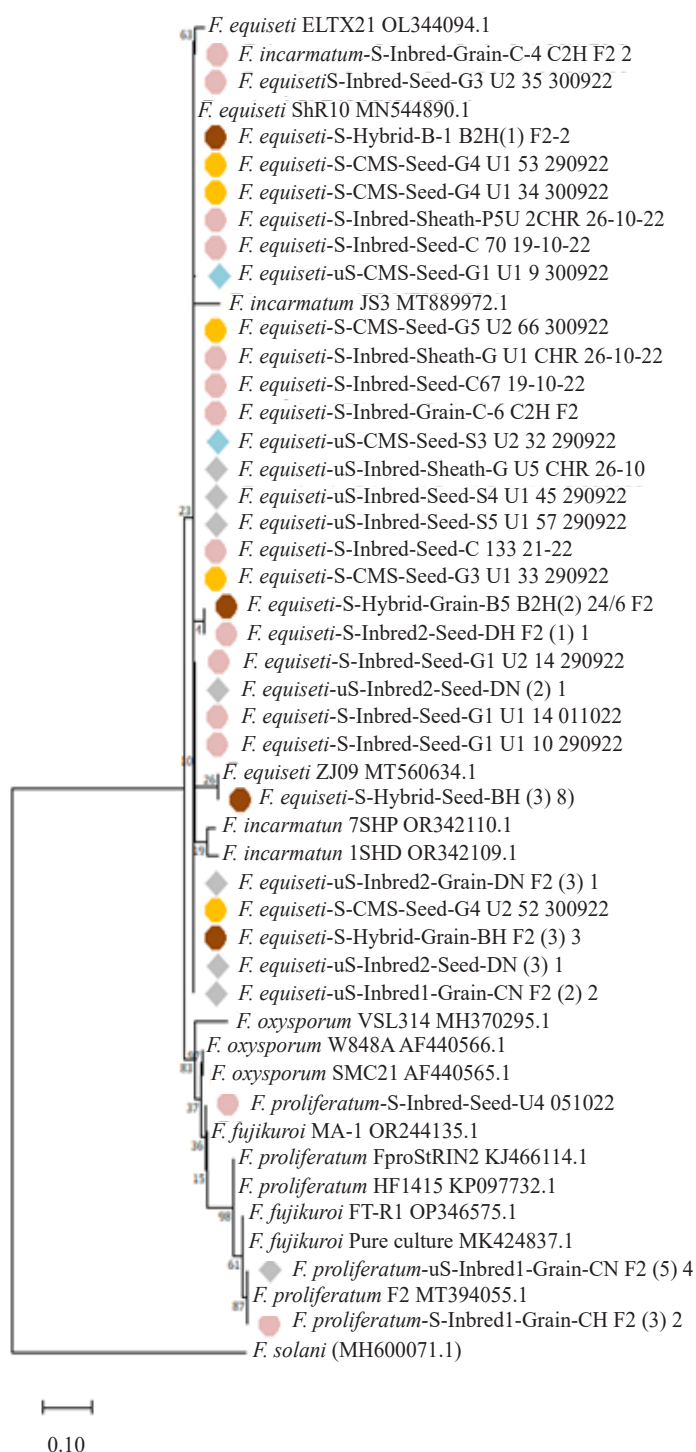 63
F. equiseti ELTX21 OL344094.1
F. incarmatum-S-Inbred-Grain-C-4 C2H F2 2
F. equisetiS-Inbred-Seed-G3 U2 35 300922
F. equiseti ShR10 MN544890.1
F. equiseti-S-Hybrid-B-1 B2H(1) F2-2
F. equiseti-S-CMS-Seed-G4 U1 53 290922
F. equiseti-S-CMS-Seed-G4 U1 34 300922
F. equiseti-S-Inbred-Sheath-P5U 2CHR 26-10-22
F. equiseti-S-Inbred-Seed-C 70 19-10-22
F. equiseti-uS-CMS-Seed-G1 U1 9 300922
F. incarmatum JS3 MT889972.1
F. equiseti-S-CMS-Seed-G5 U2 66 300922
F. equiseti-S-Inbred-Sheath-G U1 CHR 26-10-22
F. equiseti-S-Inbred-Seed-C67 19-10-22
F. equiseti-S-Inbred-Grain-C-6 C2H F2
F. equiseti-uS-CMS-Seed-S3 U2 32 290922
F. equiseti-uS-Inbred-Sheath-G U5 CHR 26-10
F. equiseti-uS-Inbred-Seed-S4 U1 45 290922
23
F. equiseti-uS-Inbred-Seed-S5 U1 57 290922
F. equiseti-S-Inbred-Seed-C 133 21-22
F. equiseti-S-CMS-Seed-G3 U1 33 290922
F. equiseti-S-Hybrid-Grain-B5 B2H(2) 24/6 F2
4
F. equiseti-S-Inbred2-Seed-DH F2 (1) 1
F. equiseti-S-Inbred-Seed-G1 U2 14 290922
F. equiseti-uS-Inbred2-Seed-DN (2) 1
F. equiseti-S-Inbred-Seed-G1 U1 14 011022
F. equiseti-S-Inbred-Seed-G1 U1 10 290922
F. equiseti ZJ09 MT560634.1
26
F. equiseti-S-Hybrid-Seed-BH (3) 8)
F. incarmatun 7SHP OR342110.1
19
F. incarmatun 1SHD OR342109.1
F. equiseti-uS-Inbred2-Grain-DN F2 (3) 1
F. equiseti-S-CMS-Seed-G4 U2 52 300922
F. equiseti-S-Hybrid-Grain-BH F2 (3) 3
F. equiseti-uS-Inbred2-Seed-DN (3) 1
F. equiseti-uS-Inbred1-Grain-CN F2 (2) 2
F. oxysporum VSL314 MH370295.1
F. oxysporum W848A AF440566.1
83
F. oxysporum SMC21 AF440565.1
37
F. proliferatum-S-Inbred-Seed-U4 051022
F. fujikuroi MA-1 OR244135.1
36
F. proliferatum FproStRIN2 KJ466114.1
15
F. proliferatum HF1415 KP097732.1
98
F. fujikuroi FT-R1 OP346575.1
F. fujikuroi Pure culture MK424837.1
61
F. proliferatum-uS-Inbred1-Grain-CN F2 (5) 4
F. proliferatum F2 MT394055.1
87
F. proliferatum-S-Inbred1-Grain-CH F2 (3) 2
F. solani (MH600071.1)
0.10